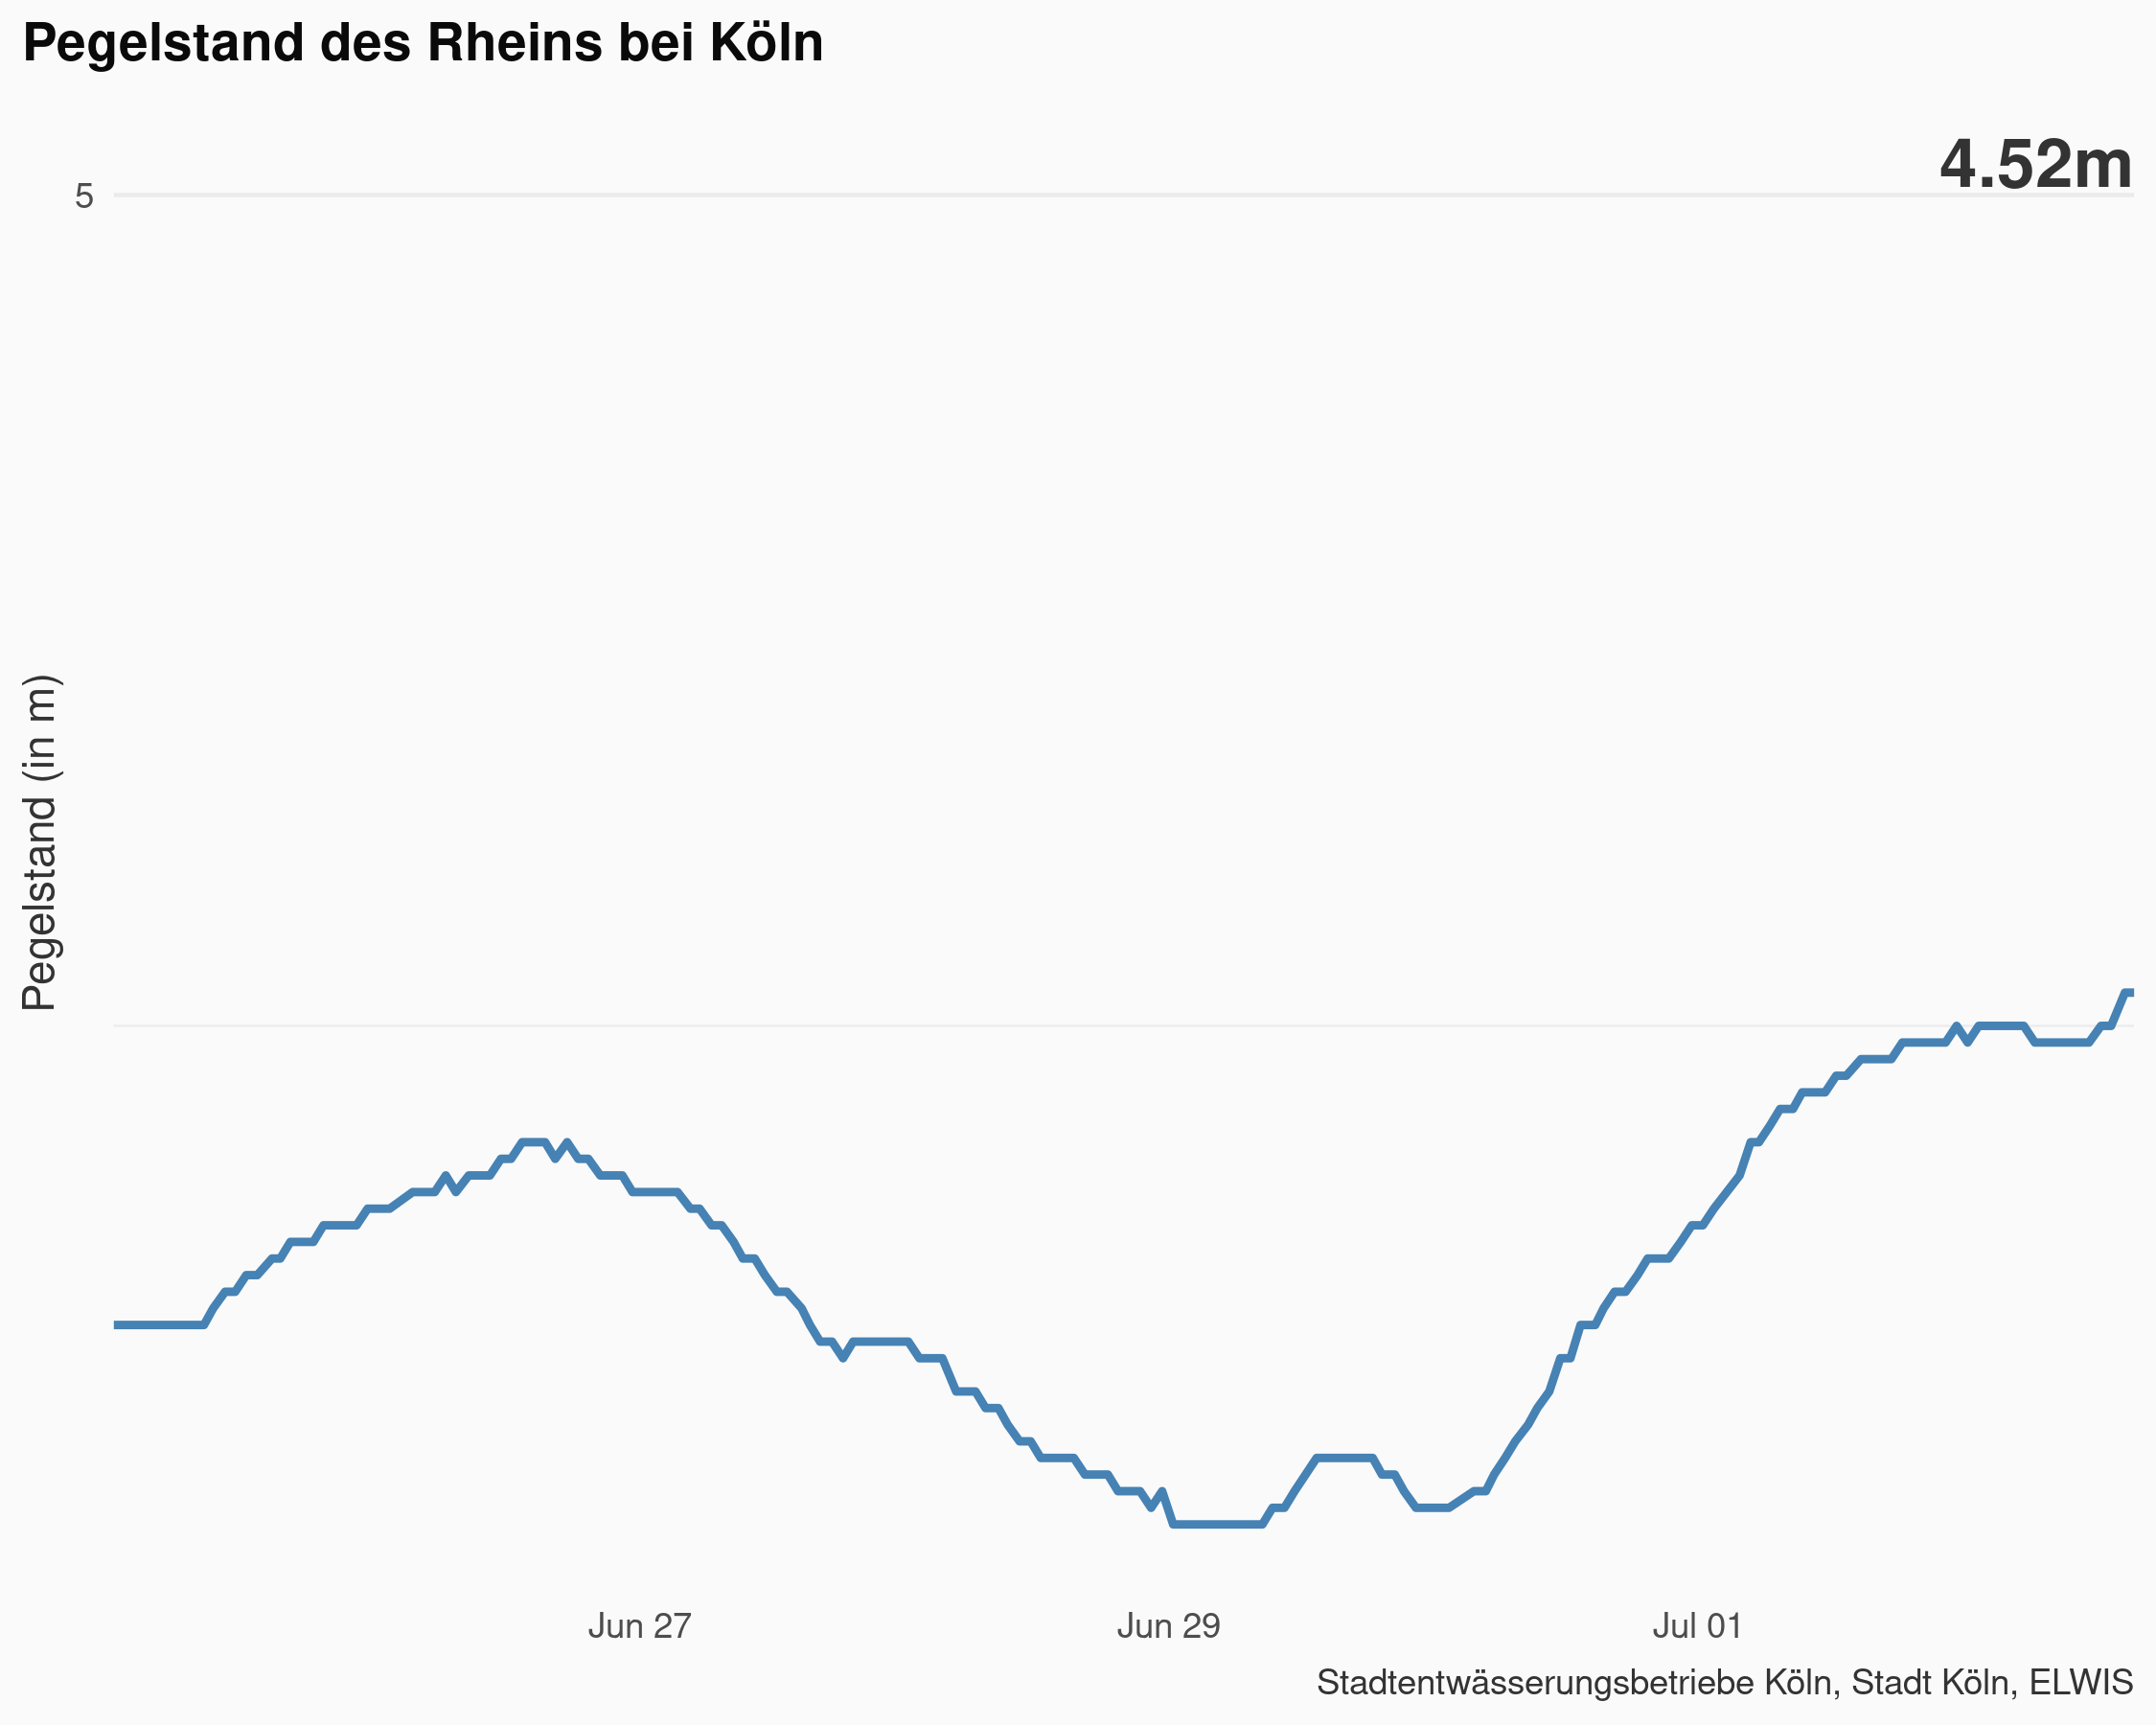 Pegelstand des Rheins bei Köln
4.52m
5
Pegelstand (in m)
Jun 27
Jun 29
Jul 01
Stadtentwässerungsbetriebe Köln, Stadt Köln, ELWIS